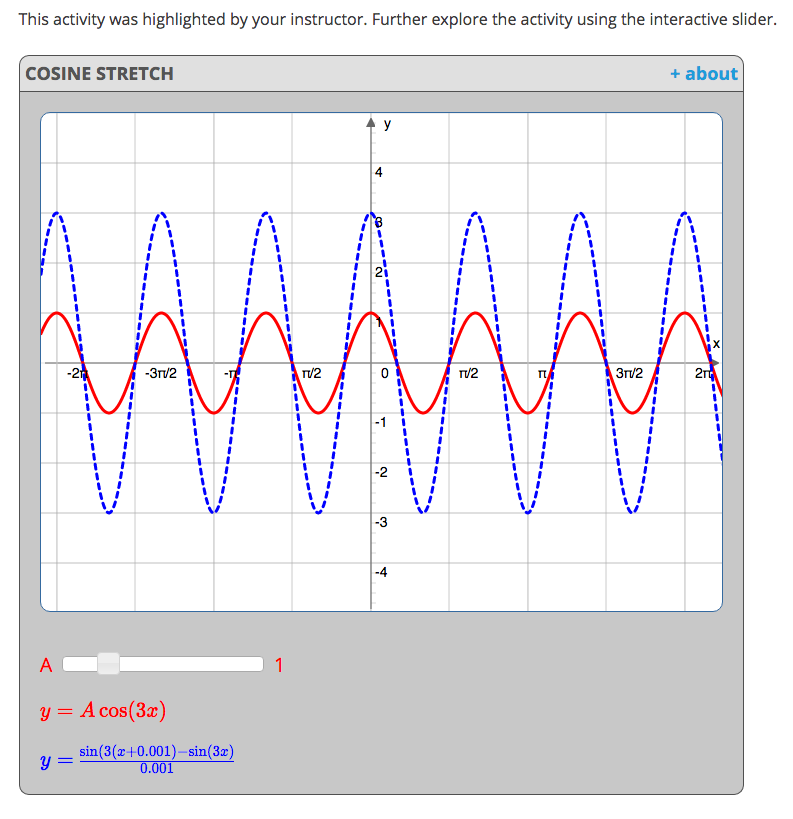 This activity was highlighted by your instructor. Further explore the activity using the interactive slider.
COSINE STRETCH
+ about
y
4
3
2
1
x
-2π -3π/2 -π π/2 0 π/2 π 3π/2 2π
-1
-2
-3
-4
A 1
y = A cos(3x)
y = sin(3(x+0.001)−sin(3x) / 0.001